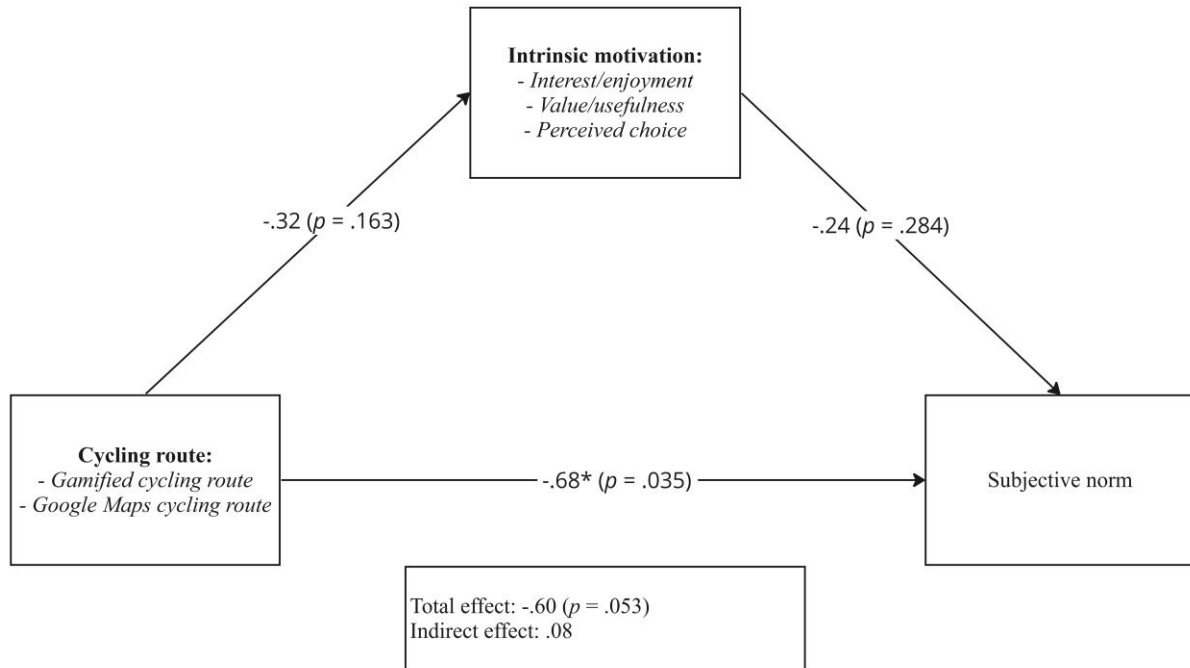 Intrinsic motivation:
- Interest/enjoyment
- Value/usefulness
- Perceived choice
-.32 (p = .163)
-.24 (p = .284)
Cycling route:
- Gamified cycling route
- Google Maps cycling route
-.68* (p = .035)
Subjective norm
Total effect: -.60 (p = .053)
Indirect effect: .08